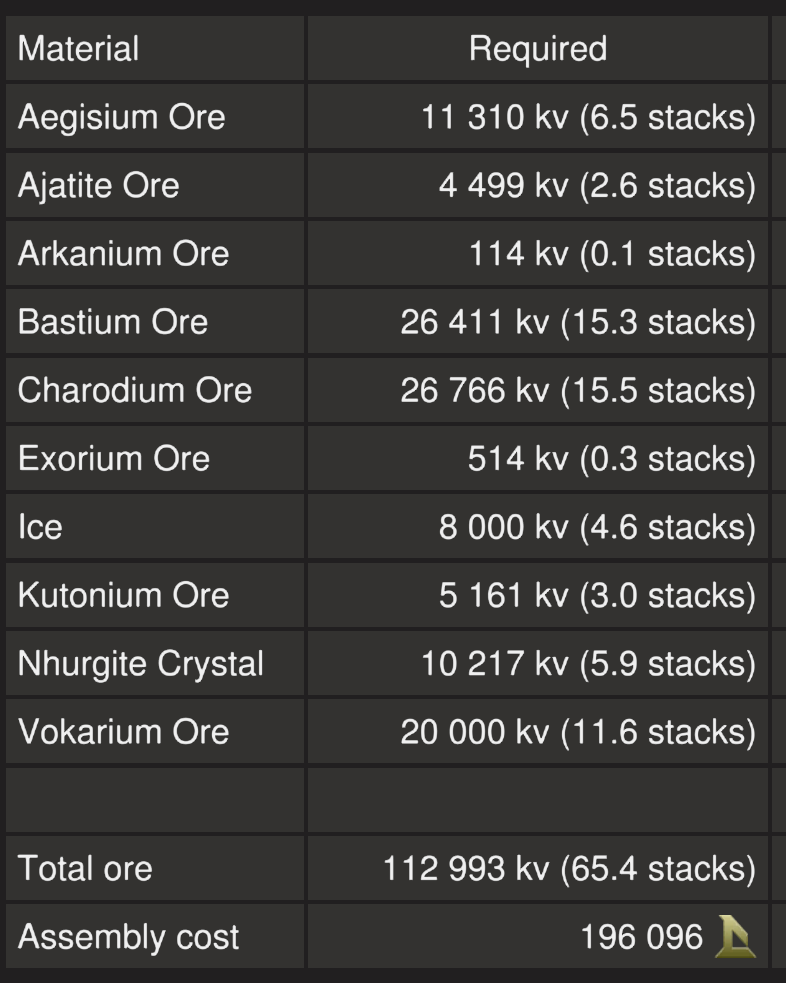 Material Required
Aegisium Ore 11 310 kv (6.5 stacks)
Ajatite Ore 4 499 kv (2.6 stacks)
Arkanium Ore 114 kv (0.1 stacks)
Bastium Ore 26 411 kv (15.3 stacks)
Charodium Ore 26 766 kv (15.5 stacks)
Exorium Ore 514 kv (0.3 stacks)
Ice 8 000 kv (4.6 stacks)
Kutonium Ore 5 161 kv (3.0 stacks)
Nhurgite Crystal 10 217 kv (5.9 stacks)
Vokarium Ore 20 000 kv (11.6 stacks)
Total ore 112 993 kv (65.4 stacks)
Assembly cost 196 096